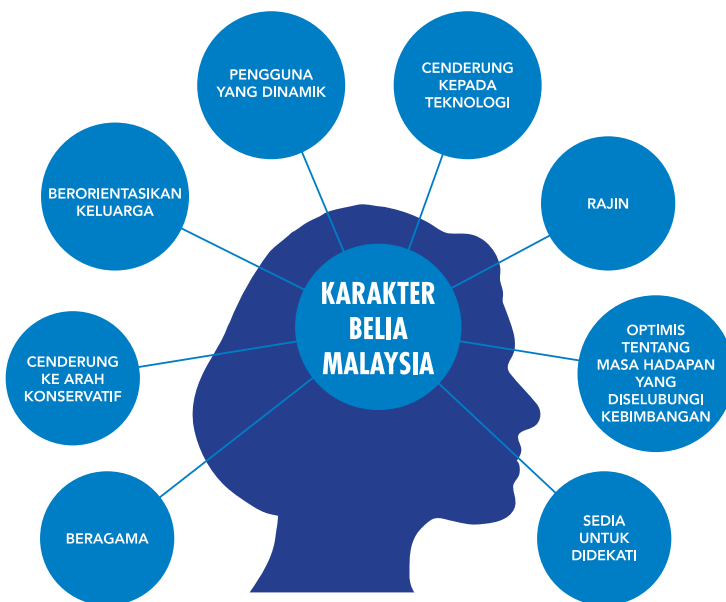 PENGGUNA
YANG DINAMIK
CENDERUNG
KEPADA
TEKNOLOGI
BERORIENTASIKAN
KELUARGA
RAJIN
KARAKTER
BELIA
MALAYSIA
CENDERUNG
KE ARAH
KONSERVATIF
OPTIMIS
TENTANG
MASA HADAPAN
YANG
DISELUBUNGI
KEBIMBANGAN
BERAGAMA
SEDIA
UNTUK
DIDEKATI